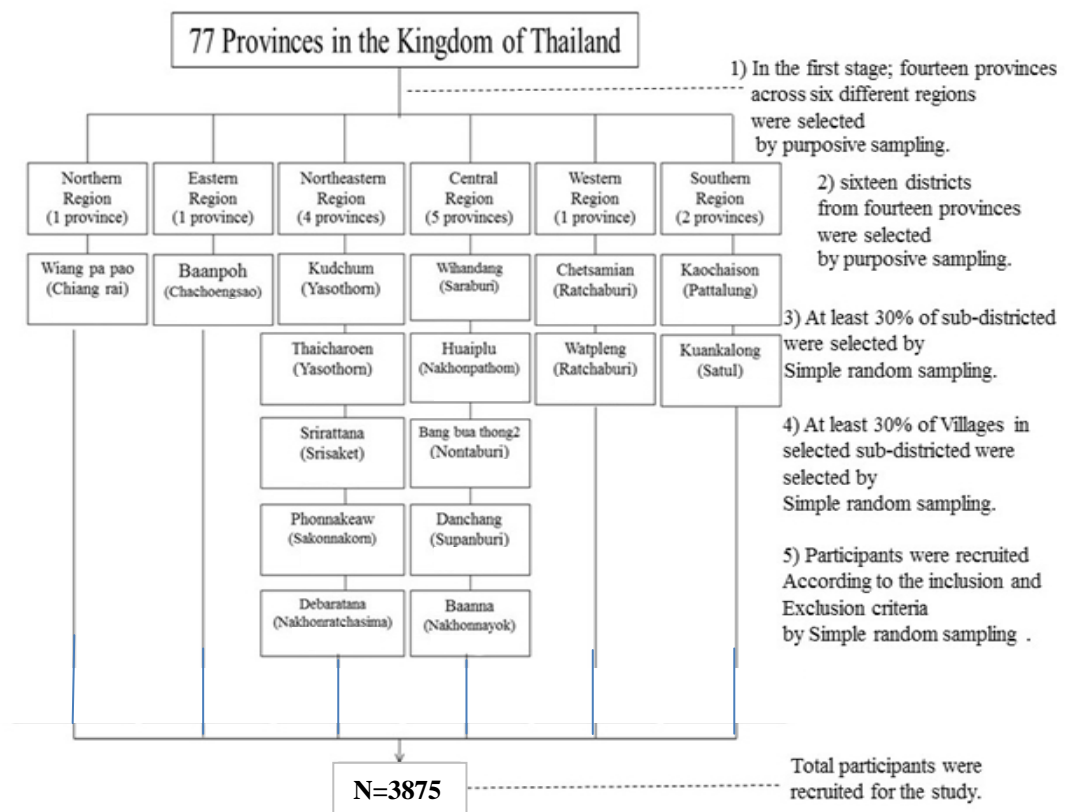 77 Provinces in the Kingdom of Thailand
1) In the first stage; fourteen provinces
across six different regions
were selected
by purposive sampling.
Northern
Region
(1 province)
Eastern
Region
(1 province)
Northeastern
Region
(4 provinces)
Central
Region
(5 provinces)
Western
Region
(1 province)
Southern
Region
(2 provinces)
2) sixteen districts
from fourteen provinces
were selected
by purposive sampling.
Wiang pa pao
(Chiang rai)
Baanpoh
(Chachoengsao)
Kudchum
(Yasothorn)
Wihandang
(Saraburi)
Chetsamian
(Ratchaburi)
Kaochaison
(Pattalung)
3) At least 30% of sub-districted
were selected by
Simple random sampling.
Thaicharoen
(Yasothorn)
Huaiplu
(Nakhonpathom)
Watpleng
(Ratchaburi)
Kuankalong
(Satul)
4) At least 30% of Villages in
selected sub-districted were
selected by
Simple random sampling.
Srirattana
(Srisaket)
Bang bua thong2
(Nontaburi)
Phonnakeaw
(Sakonnakorn)
Danchang
(Supanburi)
5) Participants were recruited
According to the inclusion and
Exclusion criteria
by Simple random sampling .
Debaratana
(Nakhonratchasima)
Baanna
(Nakhonnayok)
N=3875
Total participants were
recruited for the study.